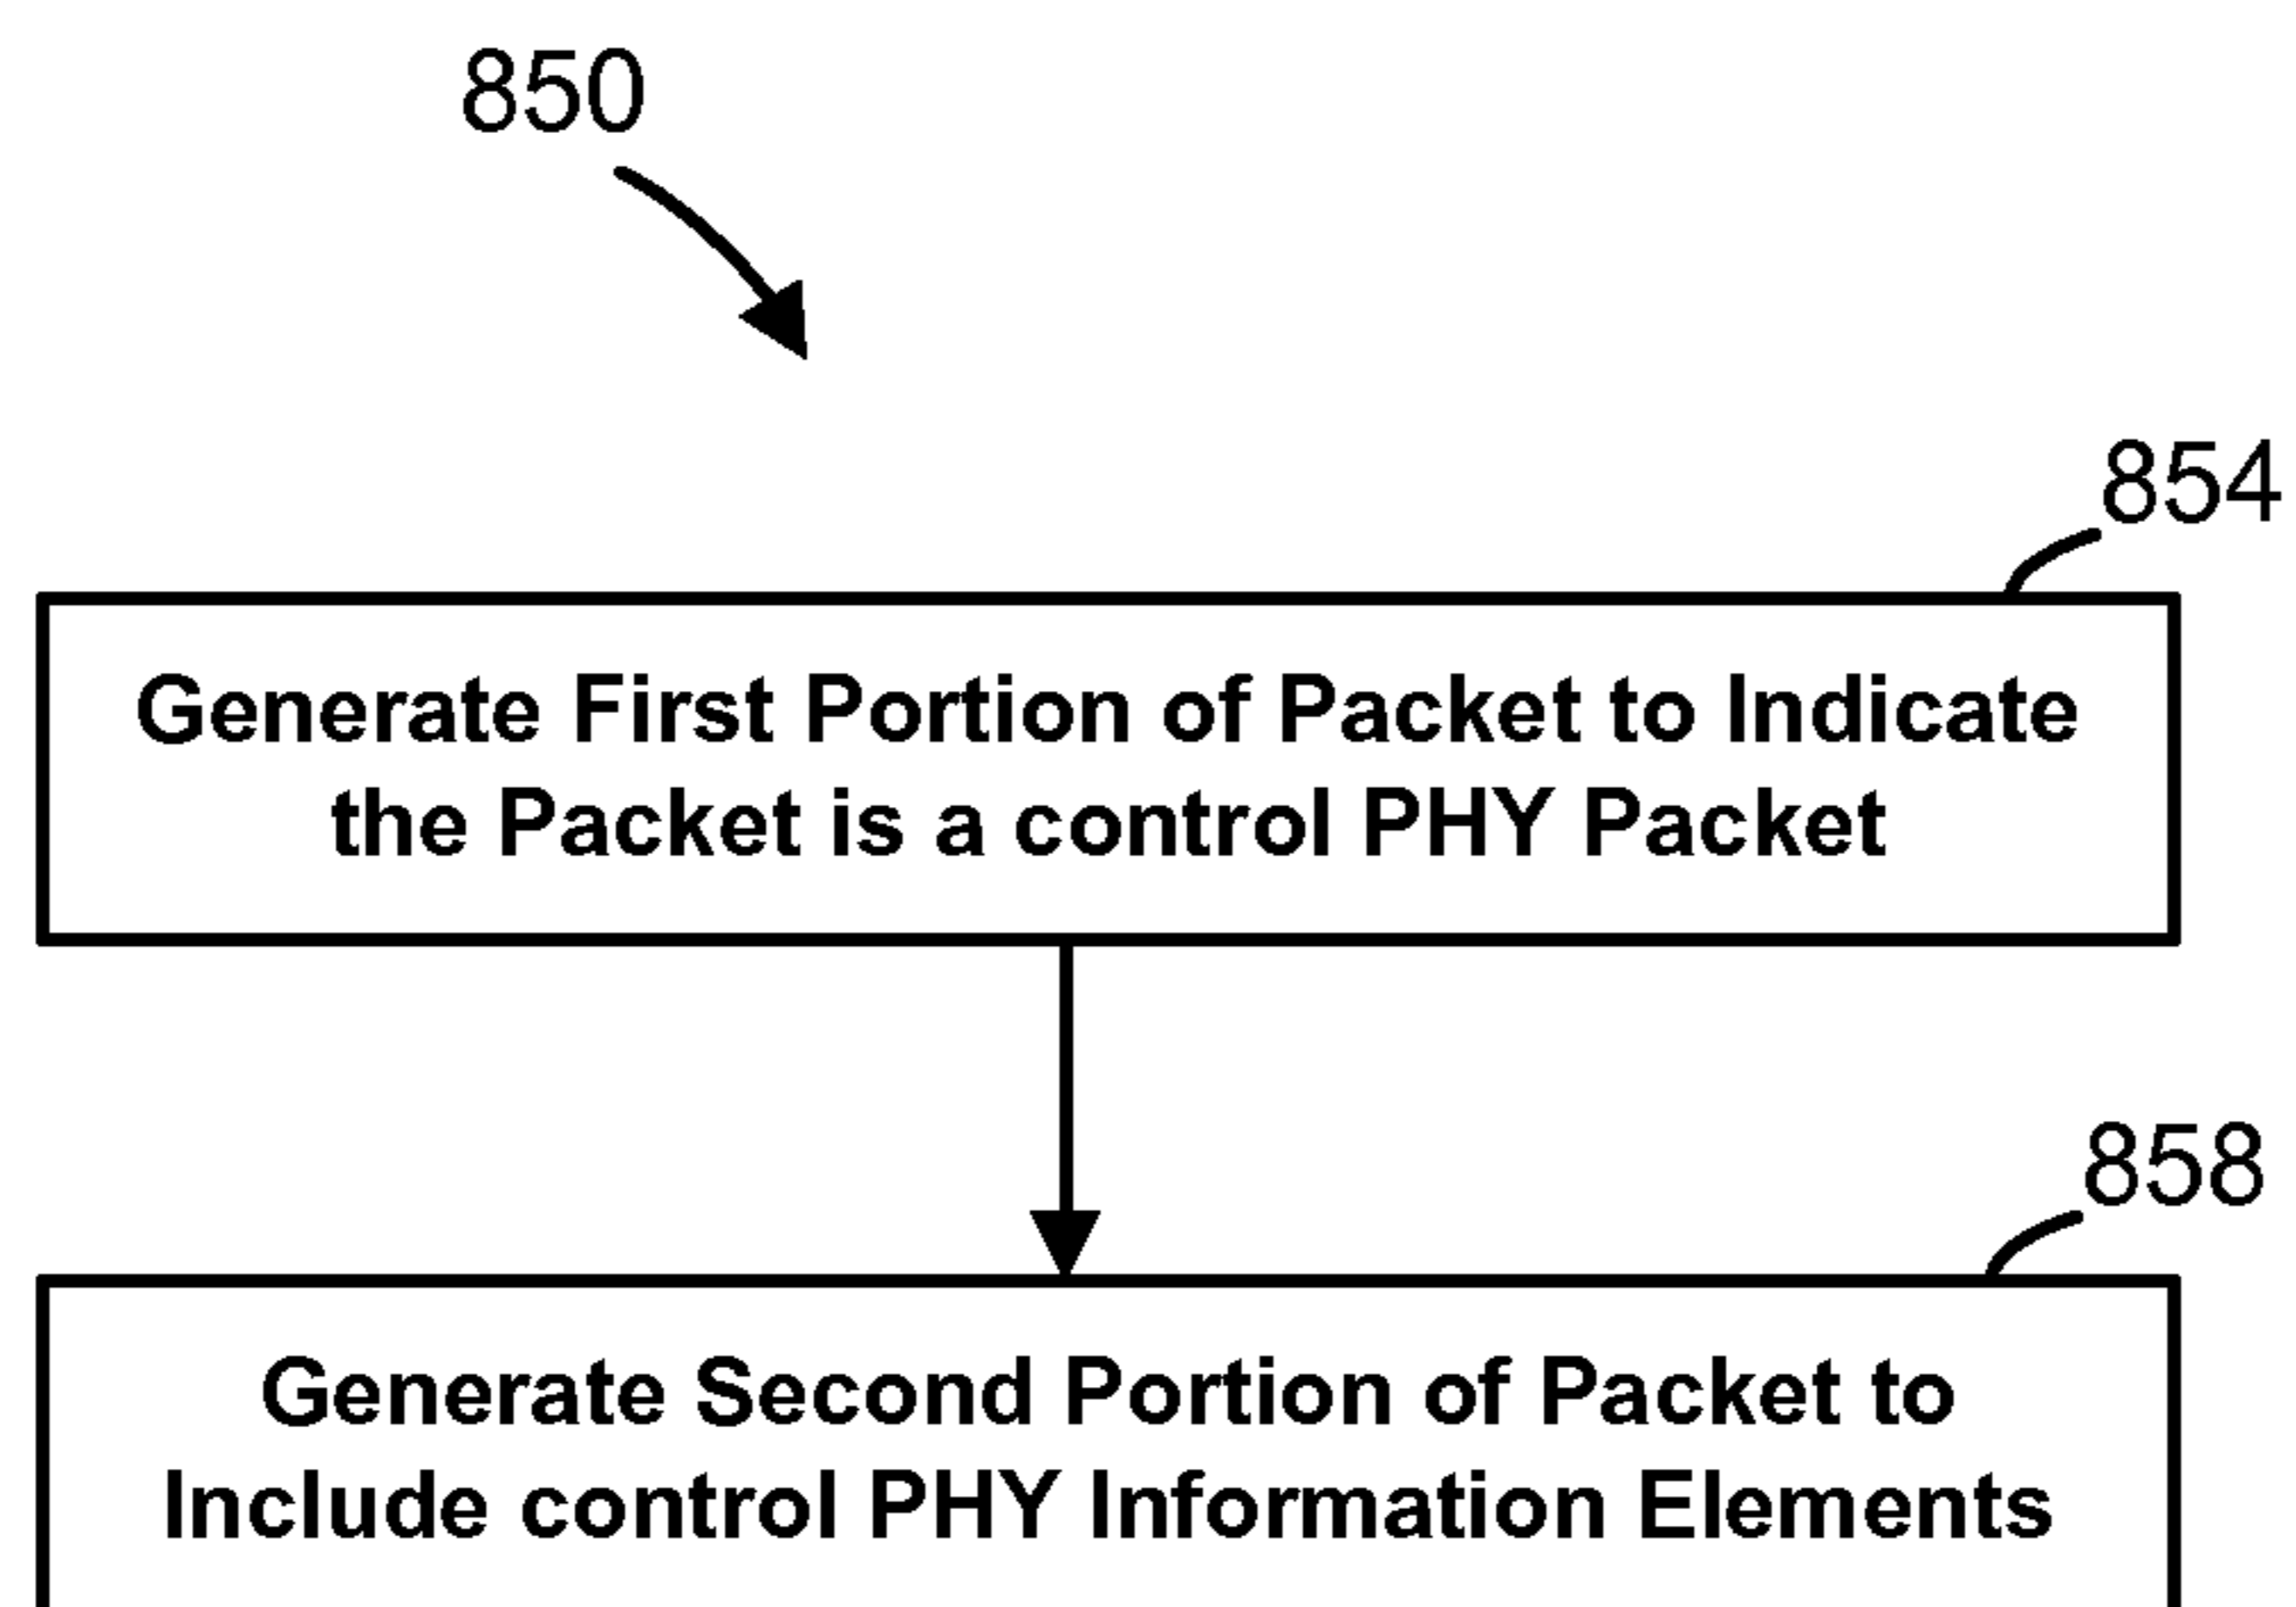 850
854
Generate First Portion of Packet to Indicate
the Packet is a control PHY Packet
858
Generate Second Portion of Packet to
Include control PHY Information Elements